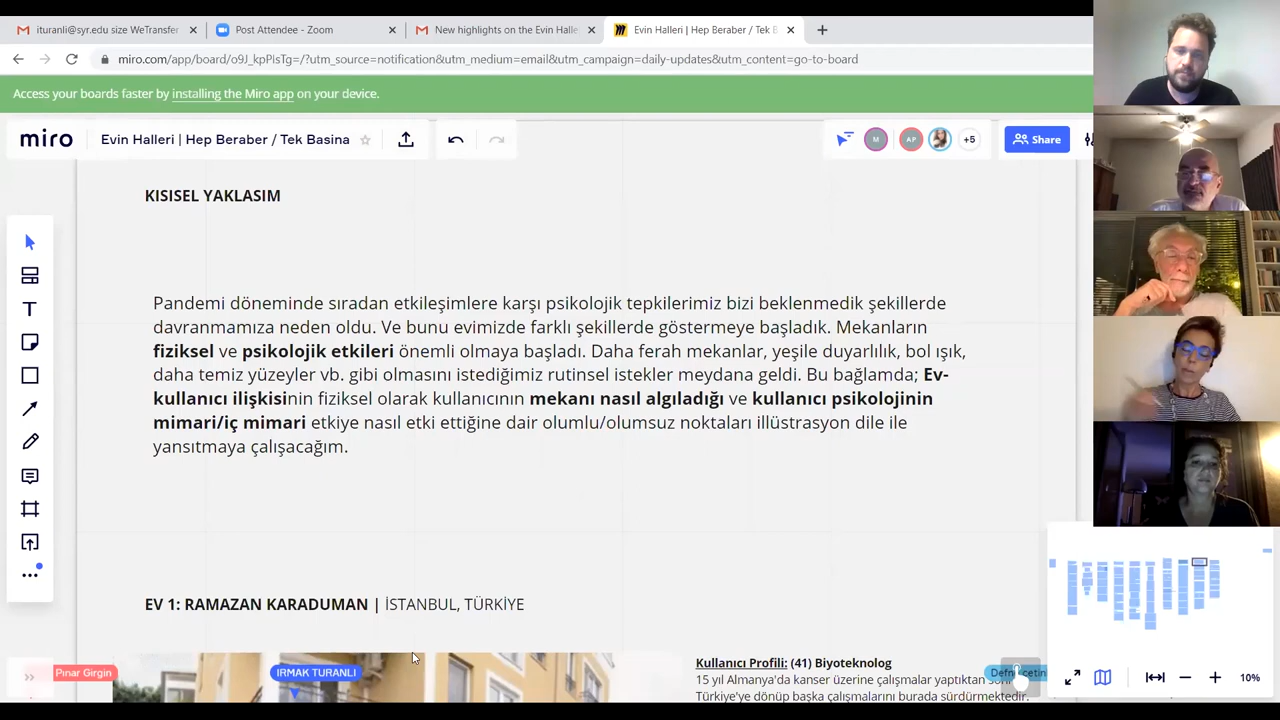 ituranli@syr.edu size WeTransfer
Post Attendee - Zoom
New highlights on the Evin Halle
Evin Halleri | Hep Beraber / Tek B
miro.com/app/board/o9J_kpPlsTg=/?utm_source=notification&utm_medium=email&utm_campaign=daily-updates&utm_content=go-to-board
Access your boards faster by installing the Miro app on your device.
miro
Evin Halleri | Hep Beraber / Tek Basina
M
AP
+5
Share
KISISEL YAKLASIM
Pandemi döneminde sıradan etkileşimlere karşı psikolojik tepkilerimiz bizi beklenmedik şekillerde
davranmamıza neden oldu. Ve bunu evimizde farklı şekillerde göstermeye başladık. Mekanların
fiziksel ve psikolojik etkileri önemli olmaya başladı. Daha ferah mekanlar, yeşile duyarlılık, bol ışık,
daha temiz yüzeyler vb. gibi olmasını istediğimiz rutinsel istekler meydana geldi. Bu bağlamda; Ev-
kullanıcı ilişkisinin fiziksel olarak kullanıcının mekanı nasıl algıladığı ve kullanıcı psikolojinin
mimari/iç mimari etkiye nasıl etki ettiğine dair olumlu/olumsuz noktaları illüstrasyon dile ile
yansıtmaya çalışacağım.
EV 1: RAMAZAN KARADUMAN | İSTANBUL, TÜRKİYE
Kullanıcı Profili: (41) Biyoteknolog
15 yıl Almanya'da kanser üzerine çalışmalar yaptıktan
Türkiye'ye dönüp başka çalışmalarını burada sürdürmektedir.
Pınar Girgin
IRMAK TURANLI
10%